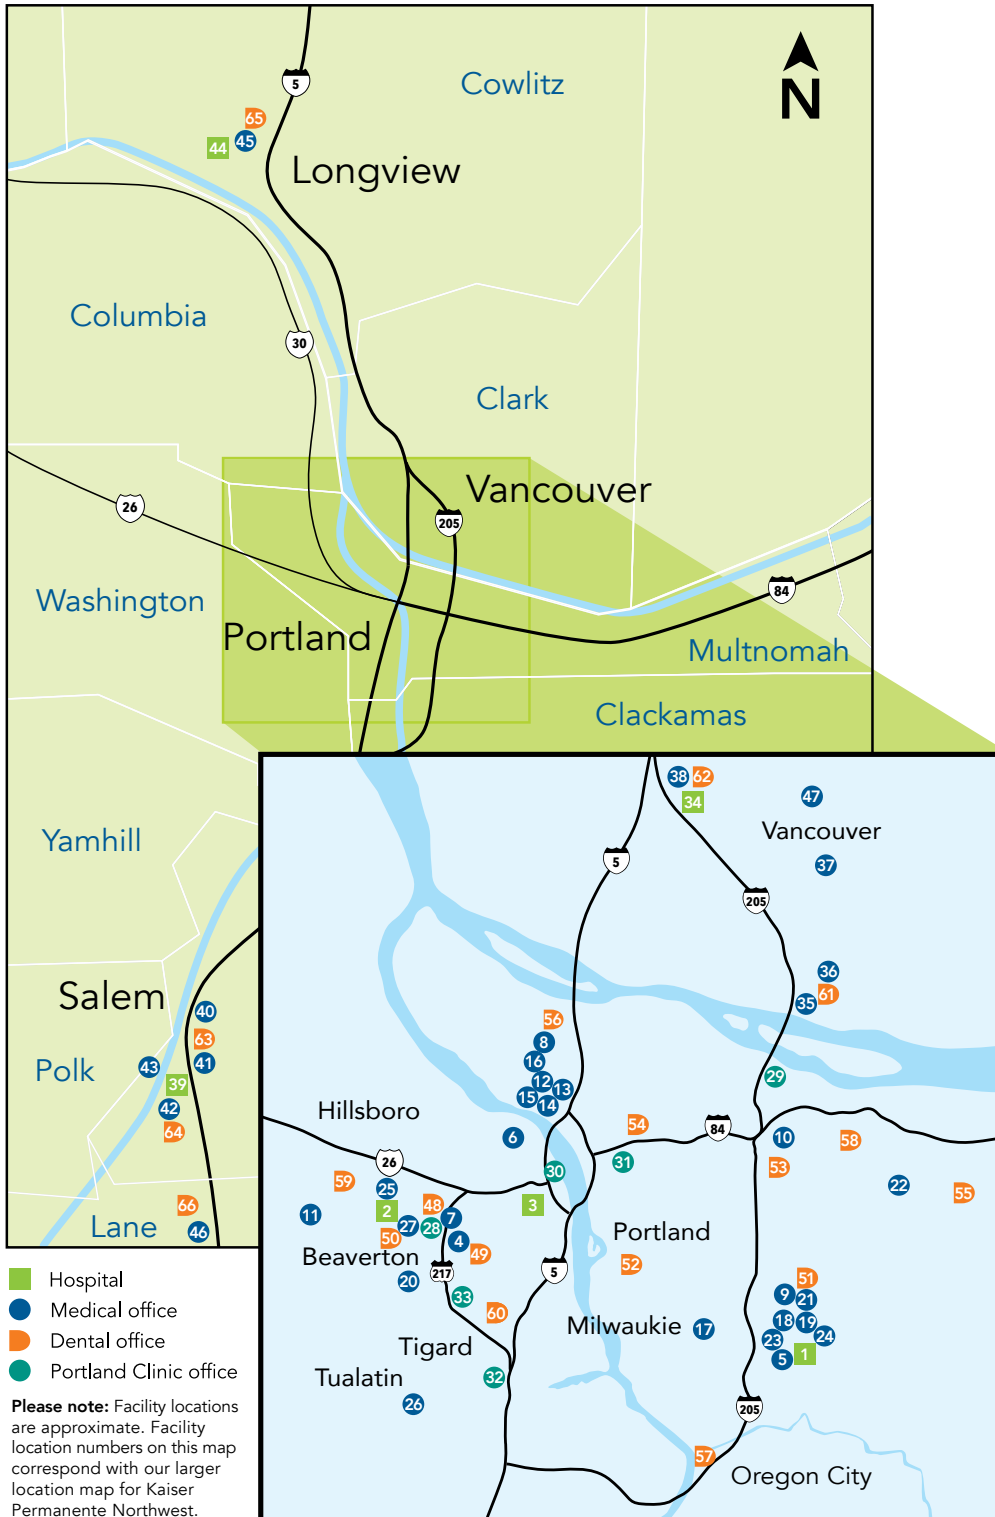 5
Cowlitz
N
65
44
45
Longview
Columbia
30
Clark
Vancouver
26
205
84
Washington
Portland
Multnomah
Clackamas
Yamhill
Salem
40
63
Polk
43
41
39
42
64
66
Lane
46
38
62
34
47
Vancouver
5
37
205
36
35
61
56
8
16
12
13
15
14
29
Hillsboro
6
54
84
10
58
26
30
31
53
59
25
22
55
11
2
48
3
7
27
28
50
4
Portland
Beaverton
49
52
217
5
20
51
33
9
21
60
18
19
Milwaukie
17
24
23
Tigard
1
5
Tualatin
32
26
205
57
Oregon City
Hospital
Medical office
Dental office
Portland Clinic office
Please note: Facility locations
are approximate. Facility
location numbers on this map
correspond with our larger
location map for Kaiser
Permanente Northwest.